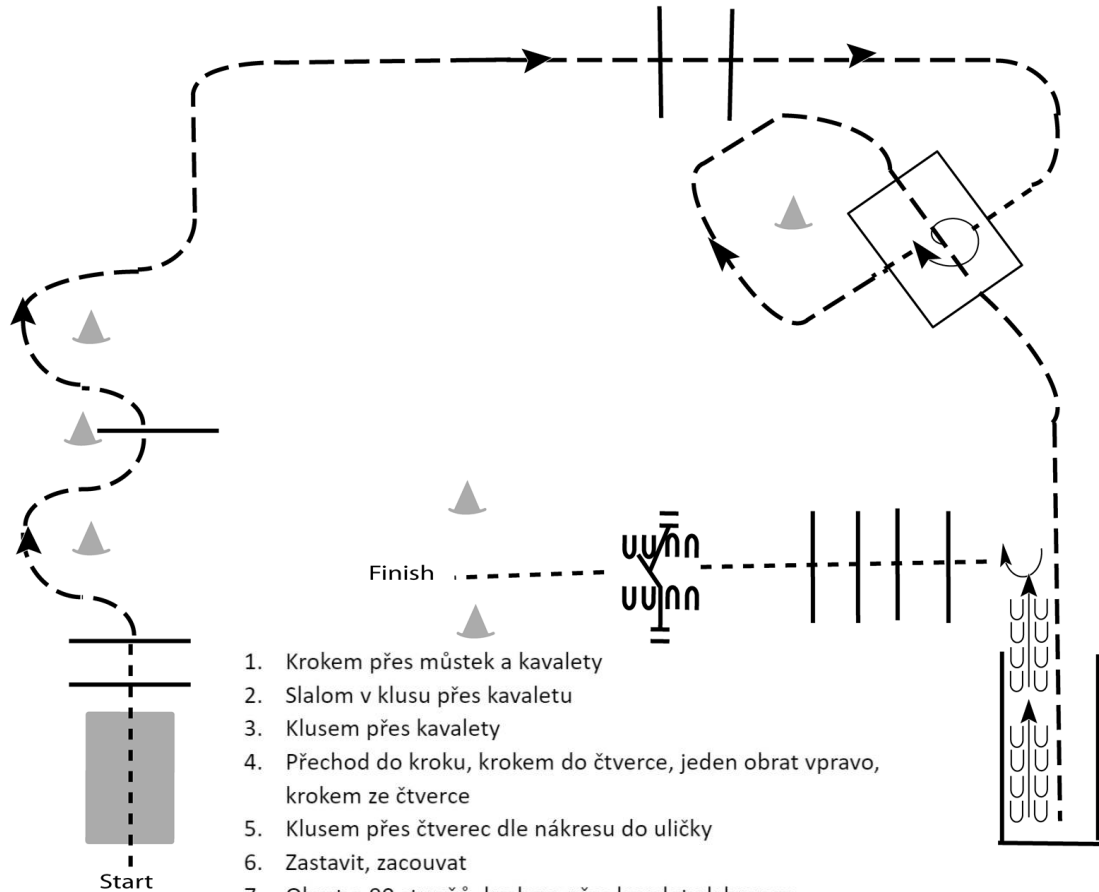 Finish
1. Krokem přes můstek a kavalety
2. Slalom v klusu přes kavaletu
3. Klusem přes kavalety
4. Přechod do kroku, krokem do čtverce, jeden obrat vpravo,
krokem ze čtverce
5. Klusem přes čtverec dle nákresu do uličky
6. Zastavit, zacouvat
Start